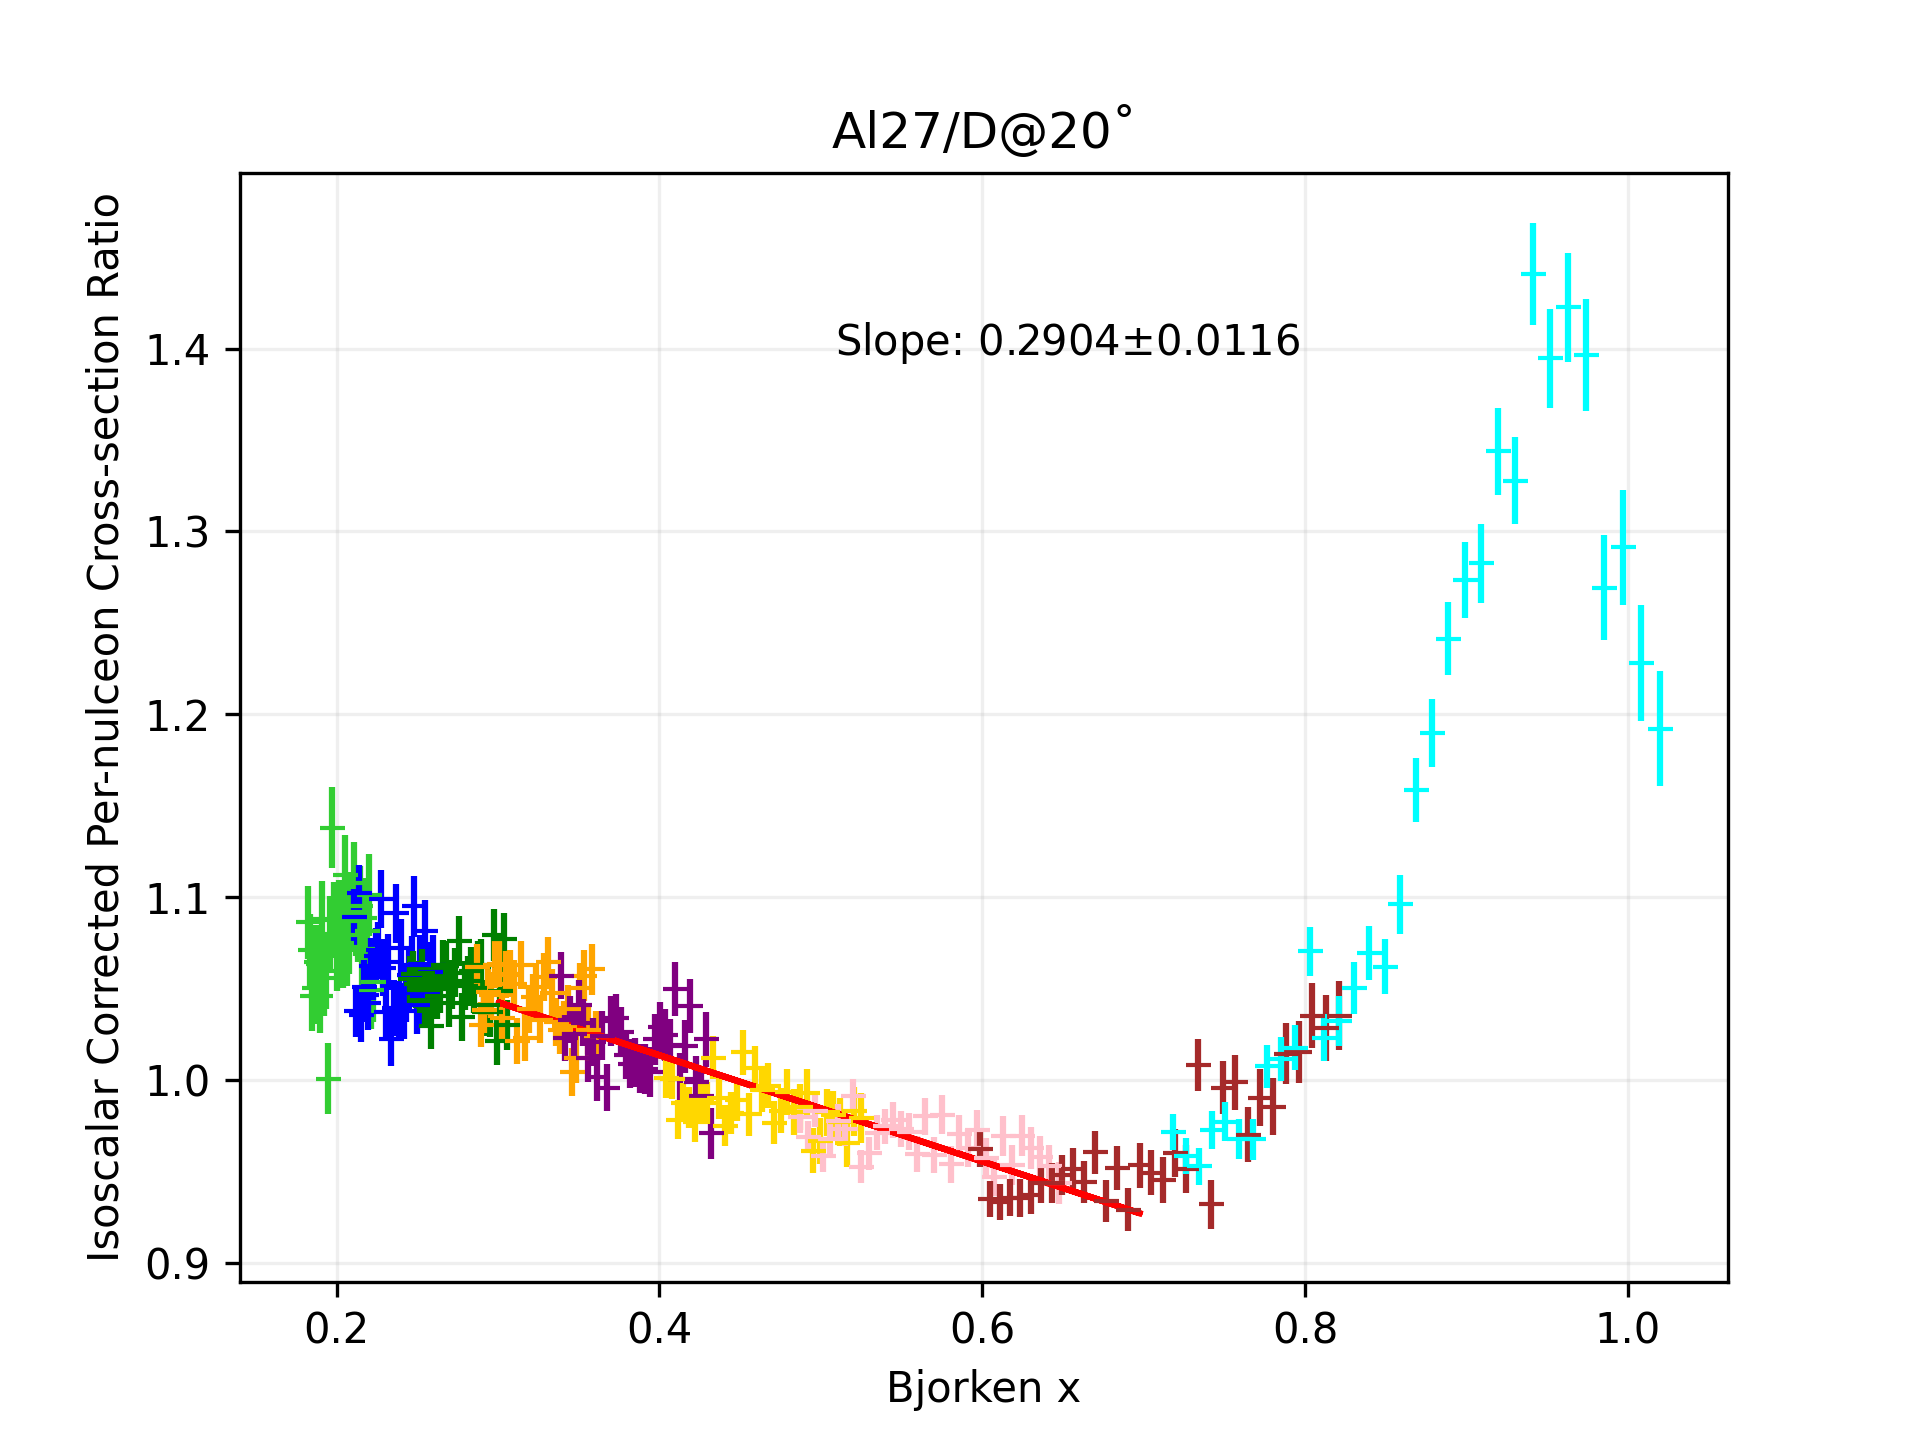 Al27/D@20˚
Isoscalar Corrected Per-nulceon Cross-section Ratio
Slope: 0.2904±0.0116
1.4
1.3
1.2
1.1
1.0
0.9
0.2 0.4 0.6 0.8 1.0
Bjorken x